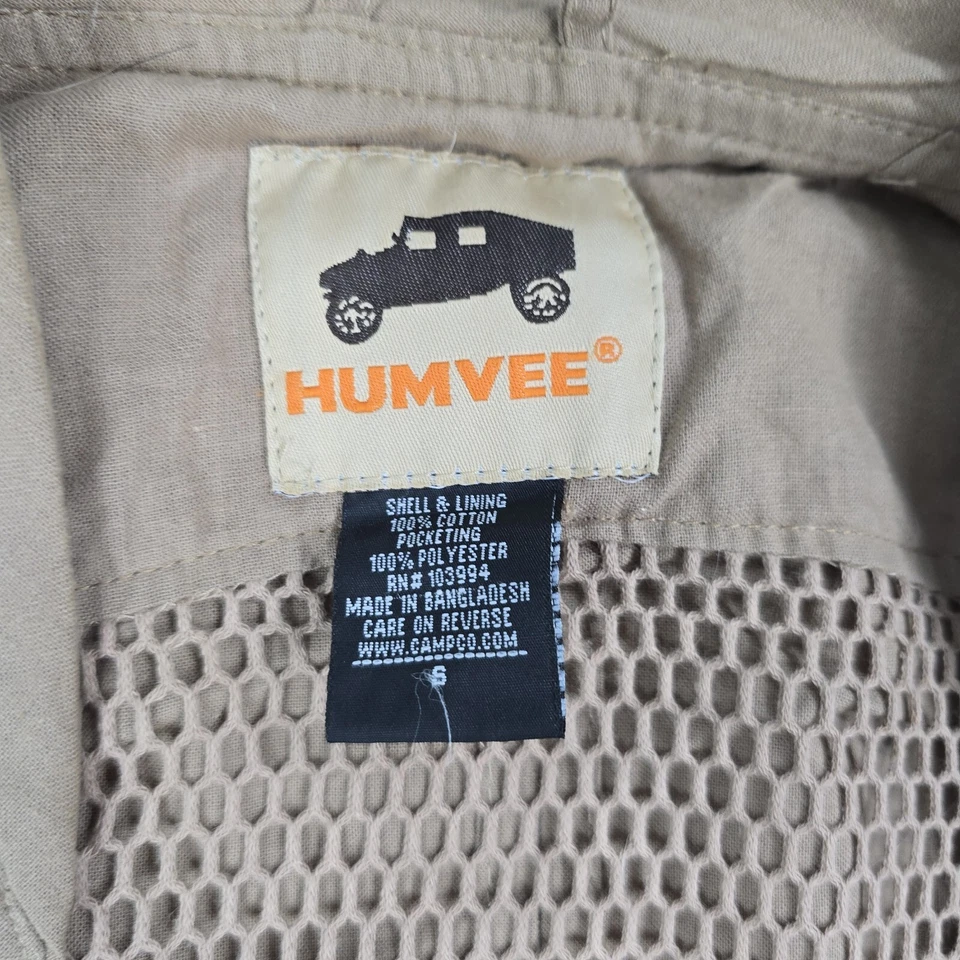 HUMVEE®
SHELL & LINING
100% COTTON
POCKETING
100% POLYESTER
RN# 103994
MADE IN BANGLADESH
CARE ON REVERSE
WWW.CAMPCO.COM
S